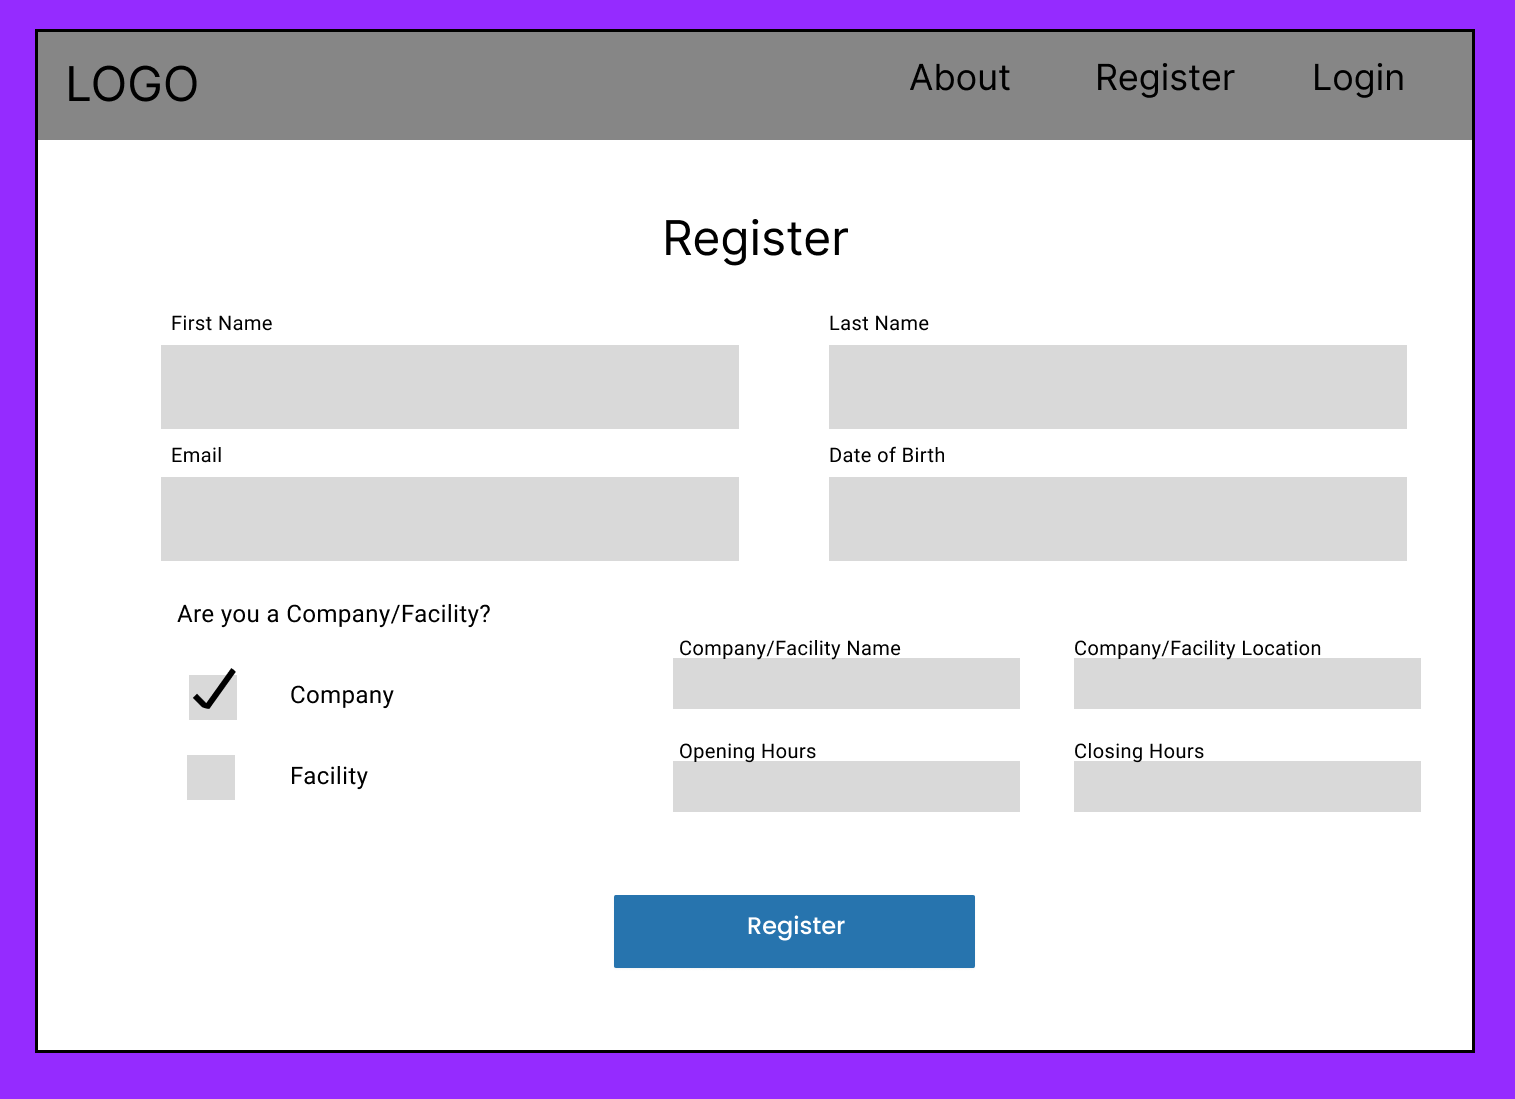 LOGO
About
Register
Login
Register
First Name
Last Name
Email
Date of Birth
Are you a Company/Facility?
Company/Facility Name
Company/Facility Location
Company
Opening Hours
Closing Hours
Facility
Register